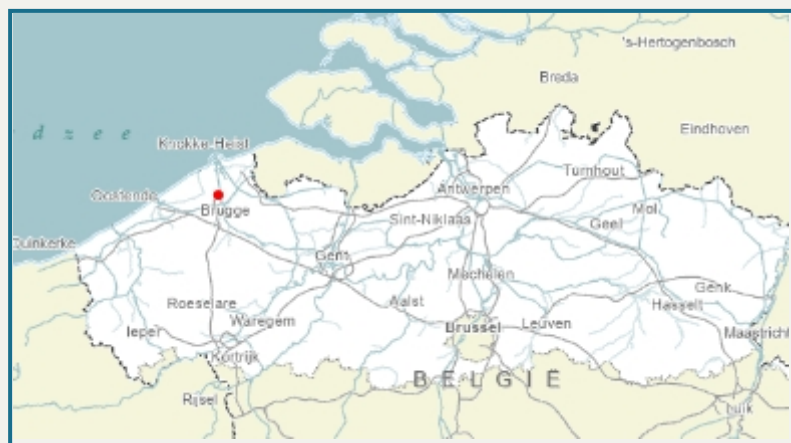 's-Hertogenbosch
Breda
d z e e
Eindhoven
Knokke-Heist
Turnhout
Oostende
Antwerpen
Mol
Brugge
Sint-Niklaas
Geel
Duinkerke
Gent
Mechelen
Genk
Roeselare
Aalst
Hasselt
Ieper
Waregem
Brussel
Leuven
Maastricht
Kortrijk
BELGIË
Rijsel
Luik